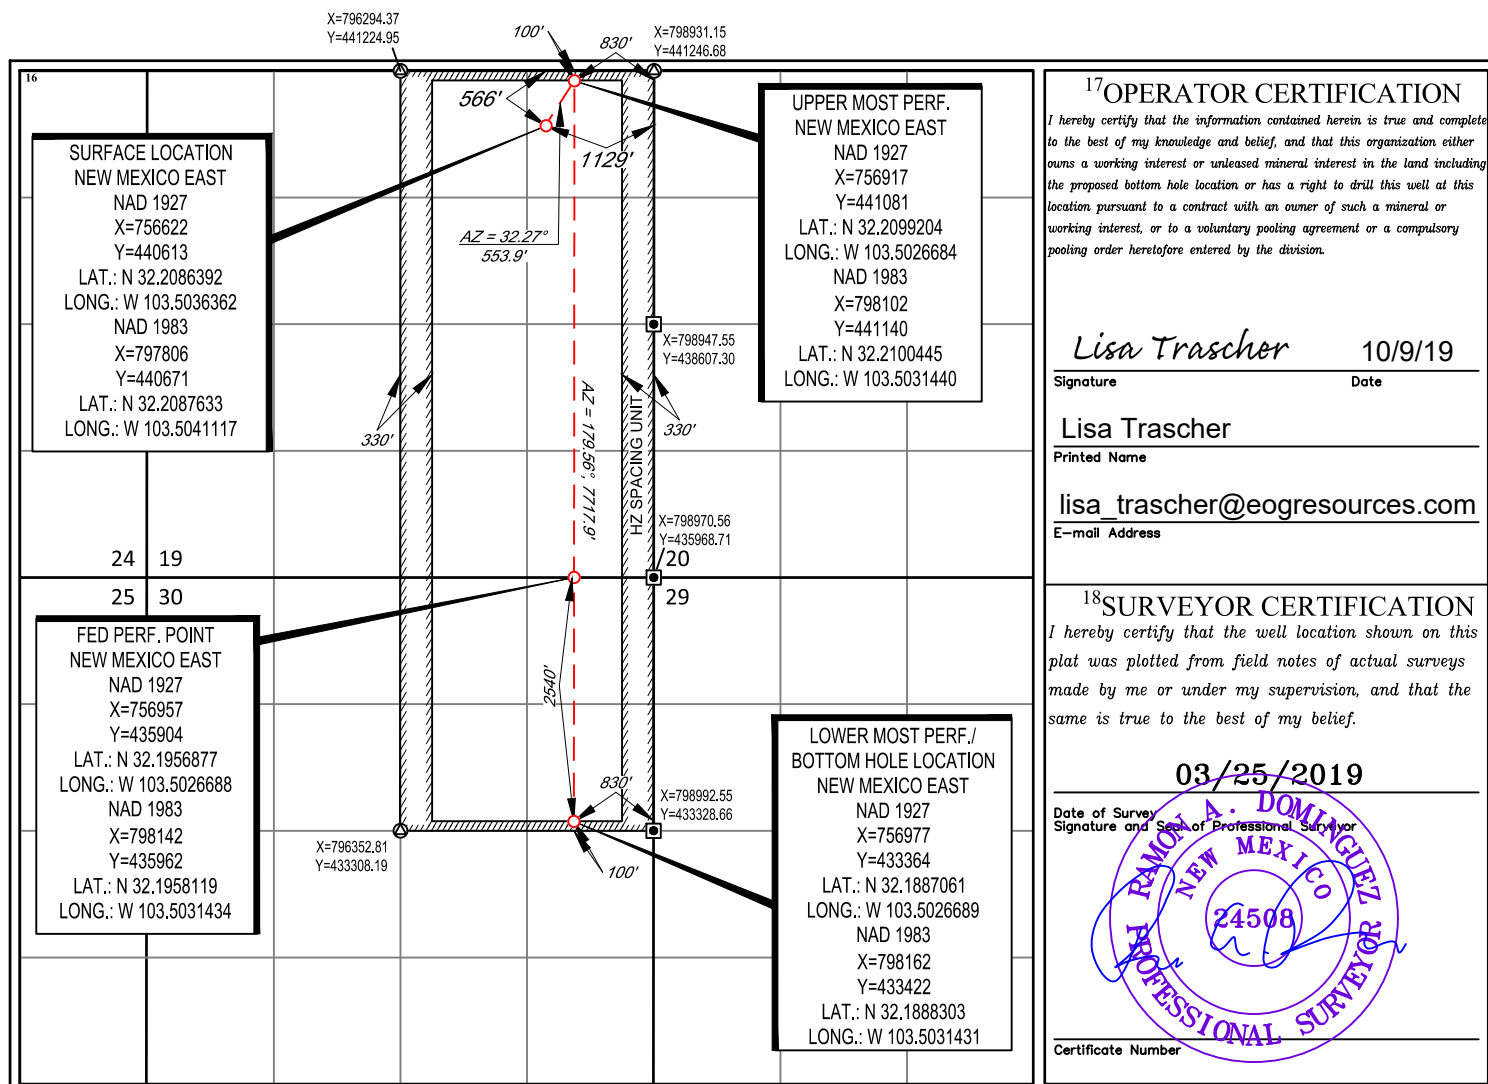 X=796294.37
Y=441224.95
100'
830'
X=798931.15
Y=441246.68
16
566'
1129'
SURFACE LOCATION
NEW MEXICO EAST
NAD 1927
X=756622
Y=440613
LAT.: N 32.2086392
LONG.: W 103.5036362
NAD 1983
X=797806
Y=440671
LAT.: N 32.2087633
LONG.: W 103.5041117
AZ = 32.27°
553.9'
UPPER MOST PERF.
NEW MEXICO EAST
NAD 1927
X=756917
Y=441081
LAT.: N 32.2099204
LONG.: W 103.5026684
NAD 1983
X=798102
Y=441140
LAT.: N 32.2100445
LONG.: W 103.5031440
X=798947.55
Y=438607.30
330'
330'
AZ = 179.56°, 7717.9'
HZ SPACING UNIT
X=798970.56
Y=435968.71
24 19
20
25 30
29
FED PERF. POINT
NEW MEXICO EAST
NAD 1927
X=756957
Y=435904
LAT.: N 32.1956877
LONG.: W 103.5026688
NAD 1983
X=798142
Y=435962
LAT.: N 32.1958119
LONG.: W 103.5031434
2540'
LOWER MOST PERF./
BOTTOM HOLE LOCATION
NEW MEXICO EAST
NAD 1927
X=756977
Y=433364
LAT.: N 32.1887061
LONG.: W 103.5026689
NAD 1983
X=798162
Y=433422
LAT.: N 32.1888303
LONG.: W 103.5031431
830'
X=798992.55
Y=433328.66
X=796352.81
Y=433308.19
100'
17OPERATOR CERTIFICATION
I hereby certify that the information contained herein is true and complete
to the best of my knowledge and belief, and that this organization either
owns a working interest or unleased mineral interest in the land including
the proposed bottom hole location or has a right to drill this well at this
location pursuant to a contract with an owner of such a mineral or
working interest, or to a voluntary pooling agreement or a compulsory
pooling order heretofore entered by the division.
Lisa Trascher 10/9/19
Signature Date
Lisa Trascher
Printed Name
lisa_trascher@eogresources.com
E-mail Address
18SURVEYOR CERTIFICATION
I hereby certify that the well location shown on this
plat was plotted from field notes of actual surveys
made by me or under my supervision, and that the
same is true to the best of my belief.
03/25/2019
Date of Survey
Signature and Seal of Professional Surveyor
RAMON A. DOMINGUEZ
NEW MEXICO
24508
PROFESSIONAL SURVEYOR
Certificate Number